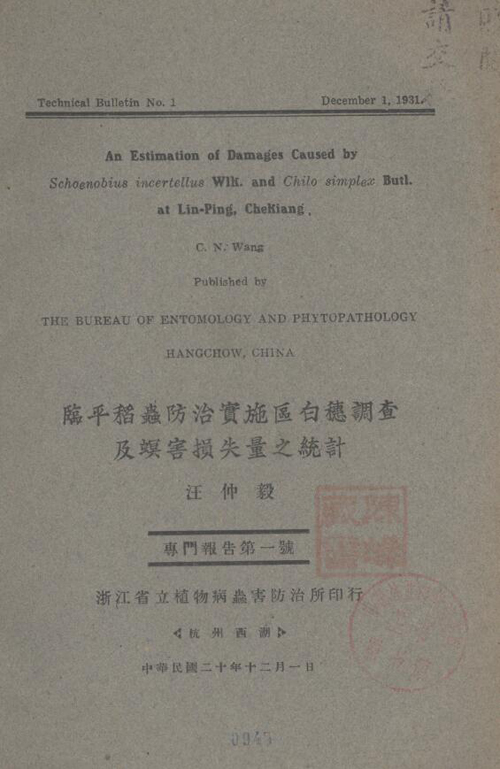 請交
Technical Bulletin No. 1 December 1, 1931.
An Estimation of Damages Caused by
Schoenobius incertellus Wlk. and Chilo simplex Butl.
at Lin-Ping, CheKiang.
C. N. Wang
Published by
THE BUREAU OF ENTOMOLOGY AND PHYTOPATHOLOGY
HANGCHOW, CHINA
臨平稻蟲防治實施區白穗調查
及螟害損失量之統計
汪仲毅
專門報告第一號
浙江省立植物病蟲害防治所印行
杭州西湖
中華民國二十年十二月一日